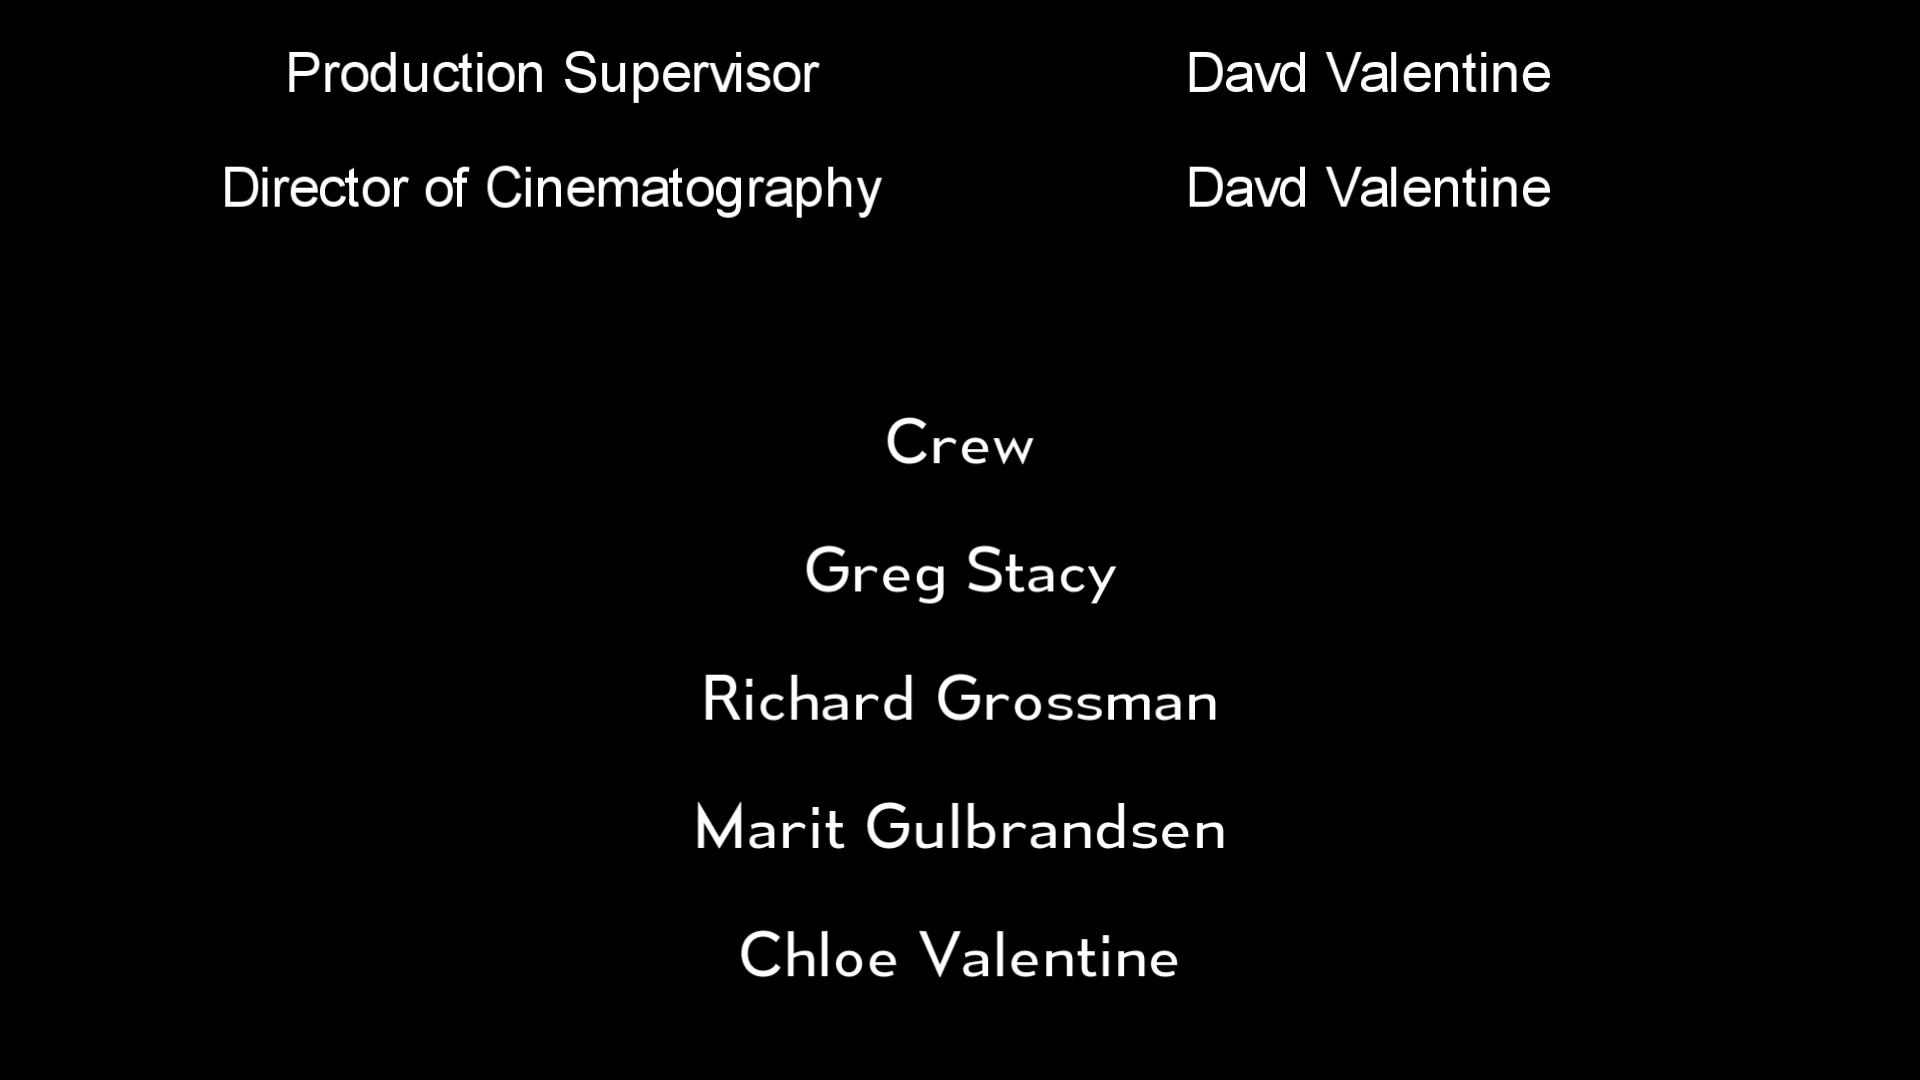 Production Supervisor Davd Valentine
Director of Cinematography Davd Valentine
Crew
Greg Stacy
Richard Grossman
Marit Gulbrandsen
Chloe Valentine